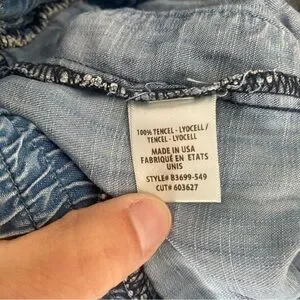 100% TENCEL - LYOCELL /
TENCEL - LYOCELL
MADE IN USA
FABRIQUÉ EN ETATS
UNIS
STYLE# B3699-549
CUT# 603627